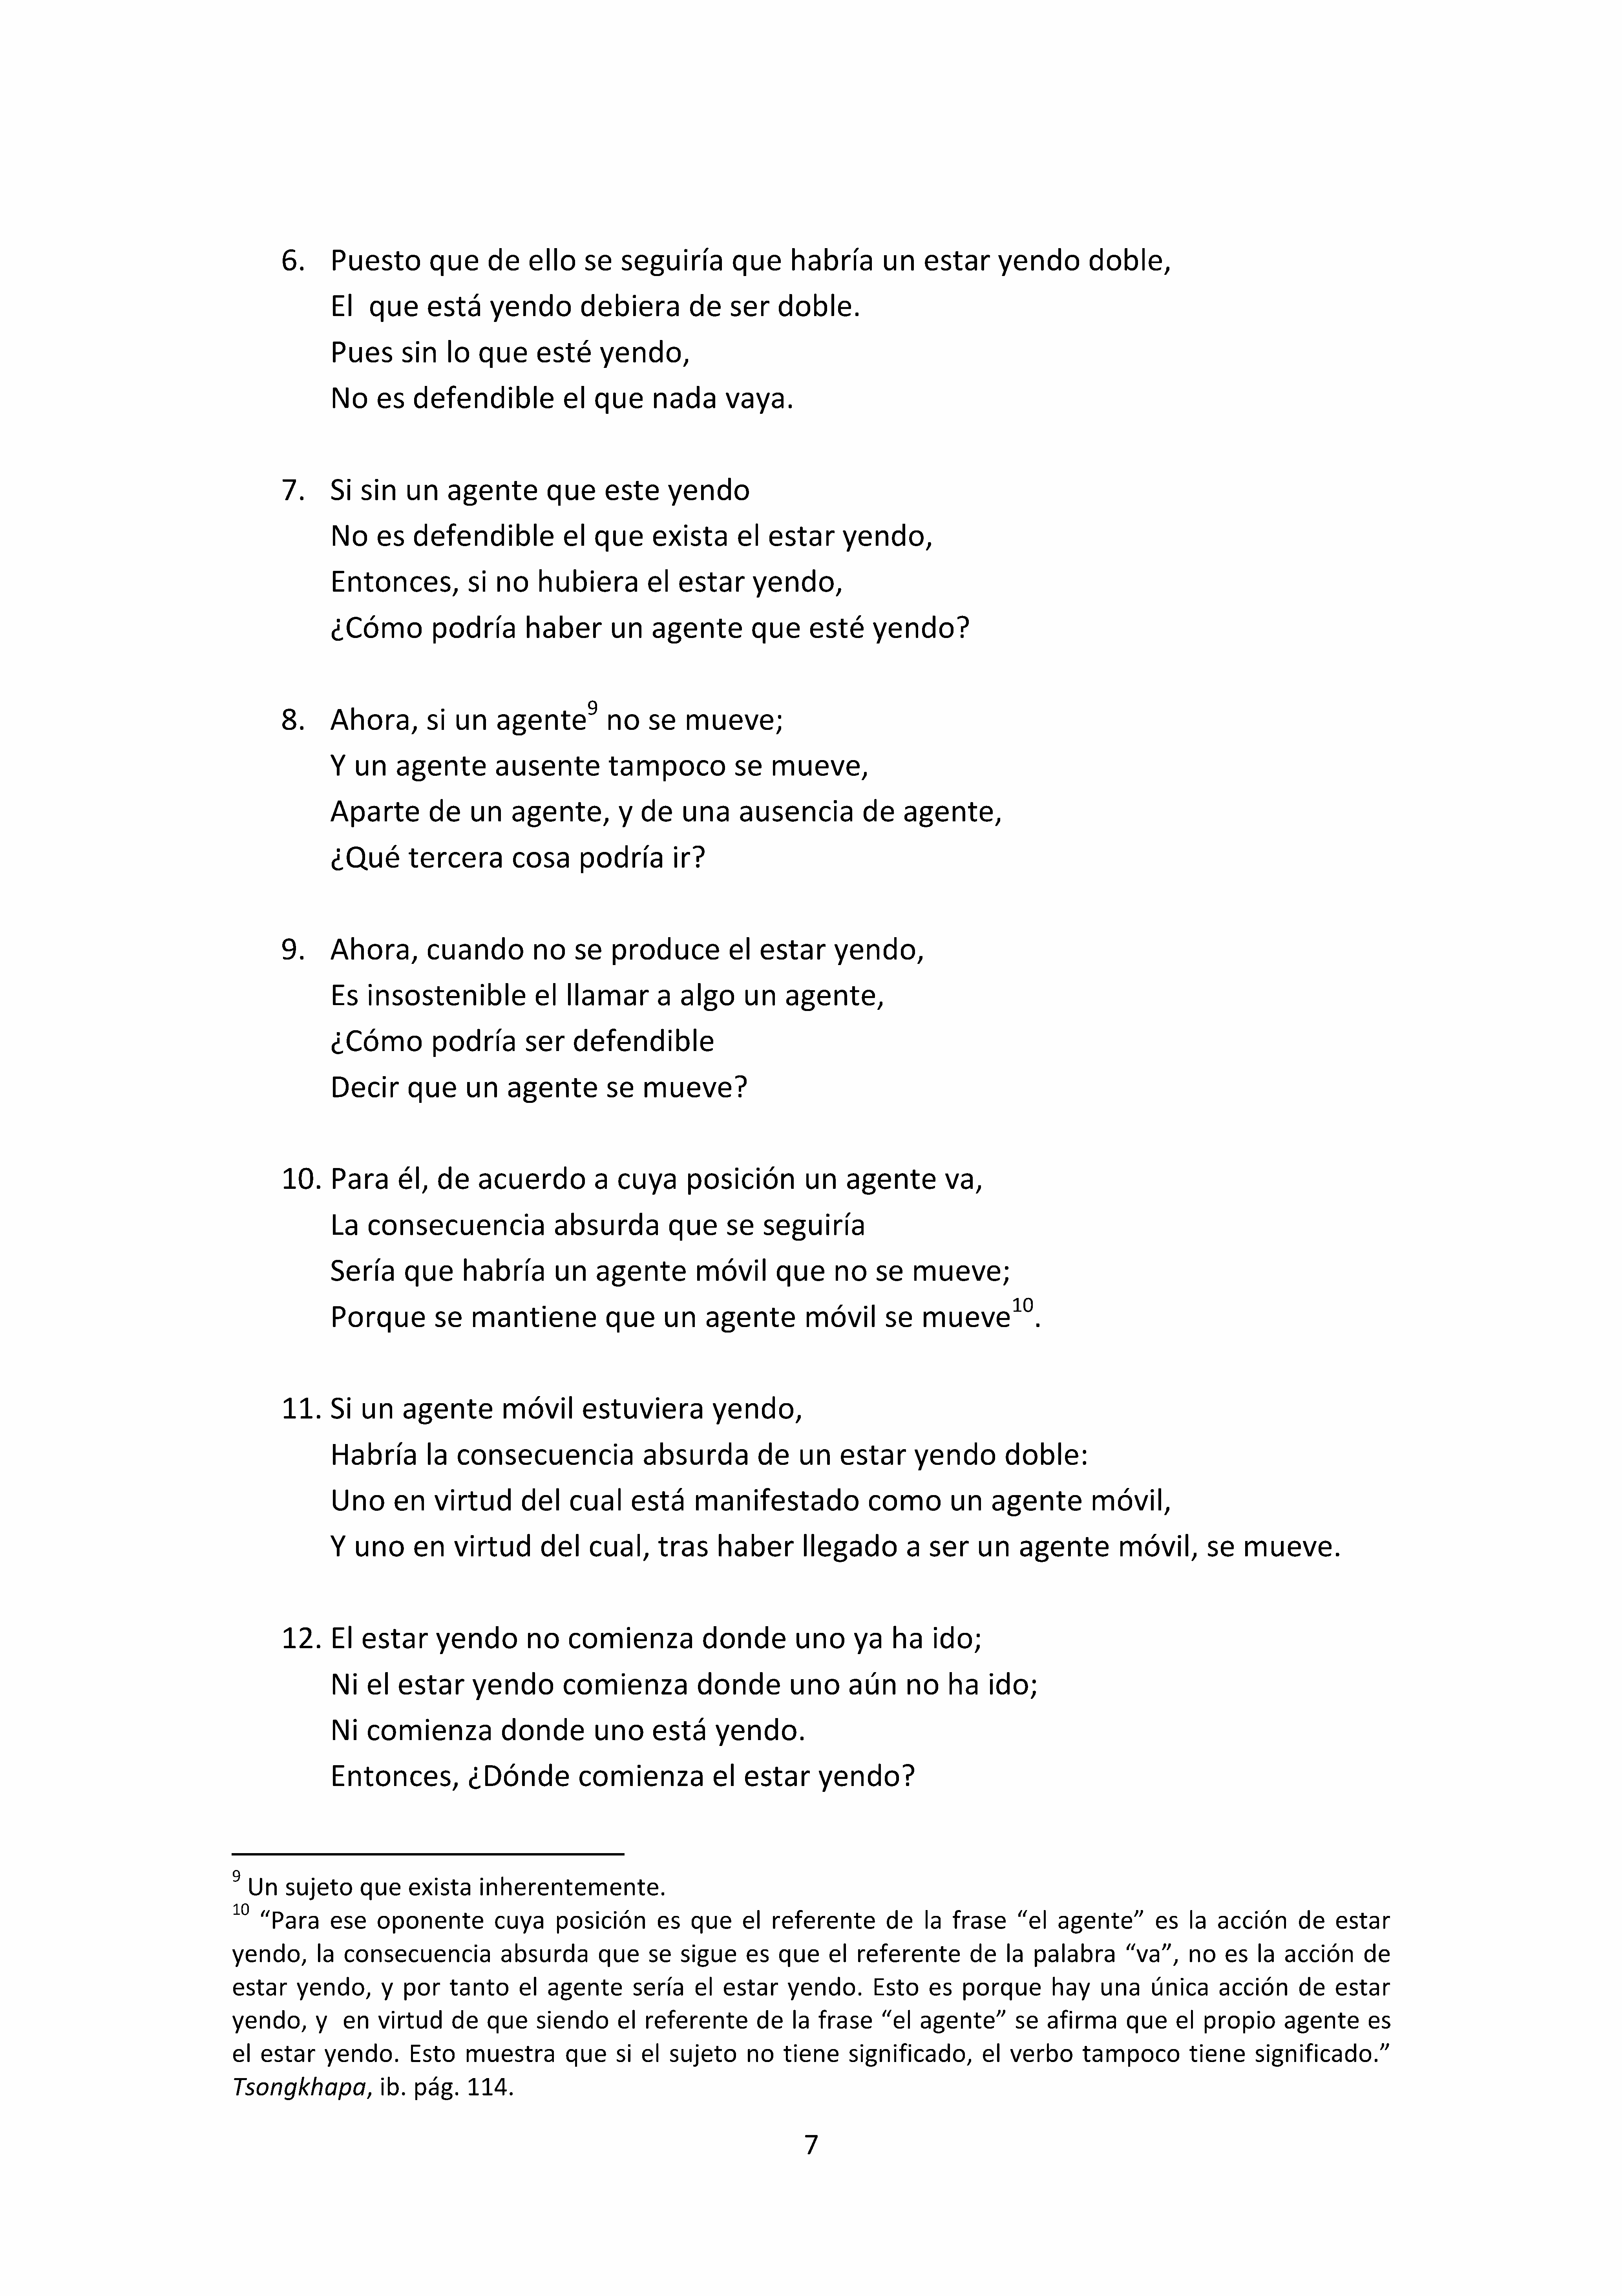 6. Puesto que de ello se seguiría que habría un estar yendo doble,
El que está yendo debiera de ser doble.
Pues sin lo que esté yendo,
No es defendible el que nada vaya.
7. Si sin un agente que este yendo
No es defendible el que exista el estar yendo,
Entonces, si no hubiera el estar yendo,
¿Cómo podría haber un agente que esté yendo?
8. Ahora, si un agente⁹ no se mueve;
Y un agente ausente tampoco se mueve,
Aparte de un agente, y de una ausencia de agente,
¿Qué tercera cosa podría ir?
9. Ahora, cuando no se produce el estar yendo,
Es insostenible el llamar a algo un agente,
¿Cómo podría ser defendible
Decir que un agente se mueve?
10. Para él, de acuerdo a cuya posición un agente va,
La consecuencia absurda que se seguiría
Sería que habría un agente móvil que no se mueve;
Porque se mantiene que un agente móvil se mueve¹⁰.
11. Si un agente móvil estuviera yendo,
Habría la consecuencia absurda de un estar yendo doble:
Uno en virtud del cual está manifestado como un agente móvil,
Y uno en virtud del cual, tras haber llegado a ser un agente móvil, se mueve.
12. El estar yendo no comienza donde uno ya ha ido;
Ni el estar yendo comienza donde uno aún no ha ido;
Ni comienza donde uno está yendo.
Entonces, ¿Dónde comienza el estar yendo?
⁹ Un sujeto que exista inherentemente.
¹⁰ “Para ese oponente cuya posición es que el referente de la frase “el agente” es la acción de estar
yendo, la consecuencia absurda que se sigue es que el referente de la palabra “va”, no es la acción de
estar yendo, y por tanto el agente sería el estar yendo. Esto es porque hay una única acción de estar
yendo, y en virtud de que siendo el referente de la frase “el agente” se afirma que el propio agente es
el estar yendo. Esto muestra que si el sujeto no tiene significado, el verbo tampoco tiene significado.”
Tsongkhapa, ib. pág. 114.
7